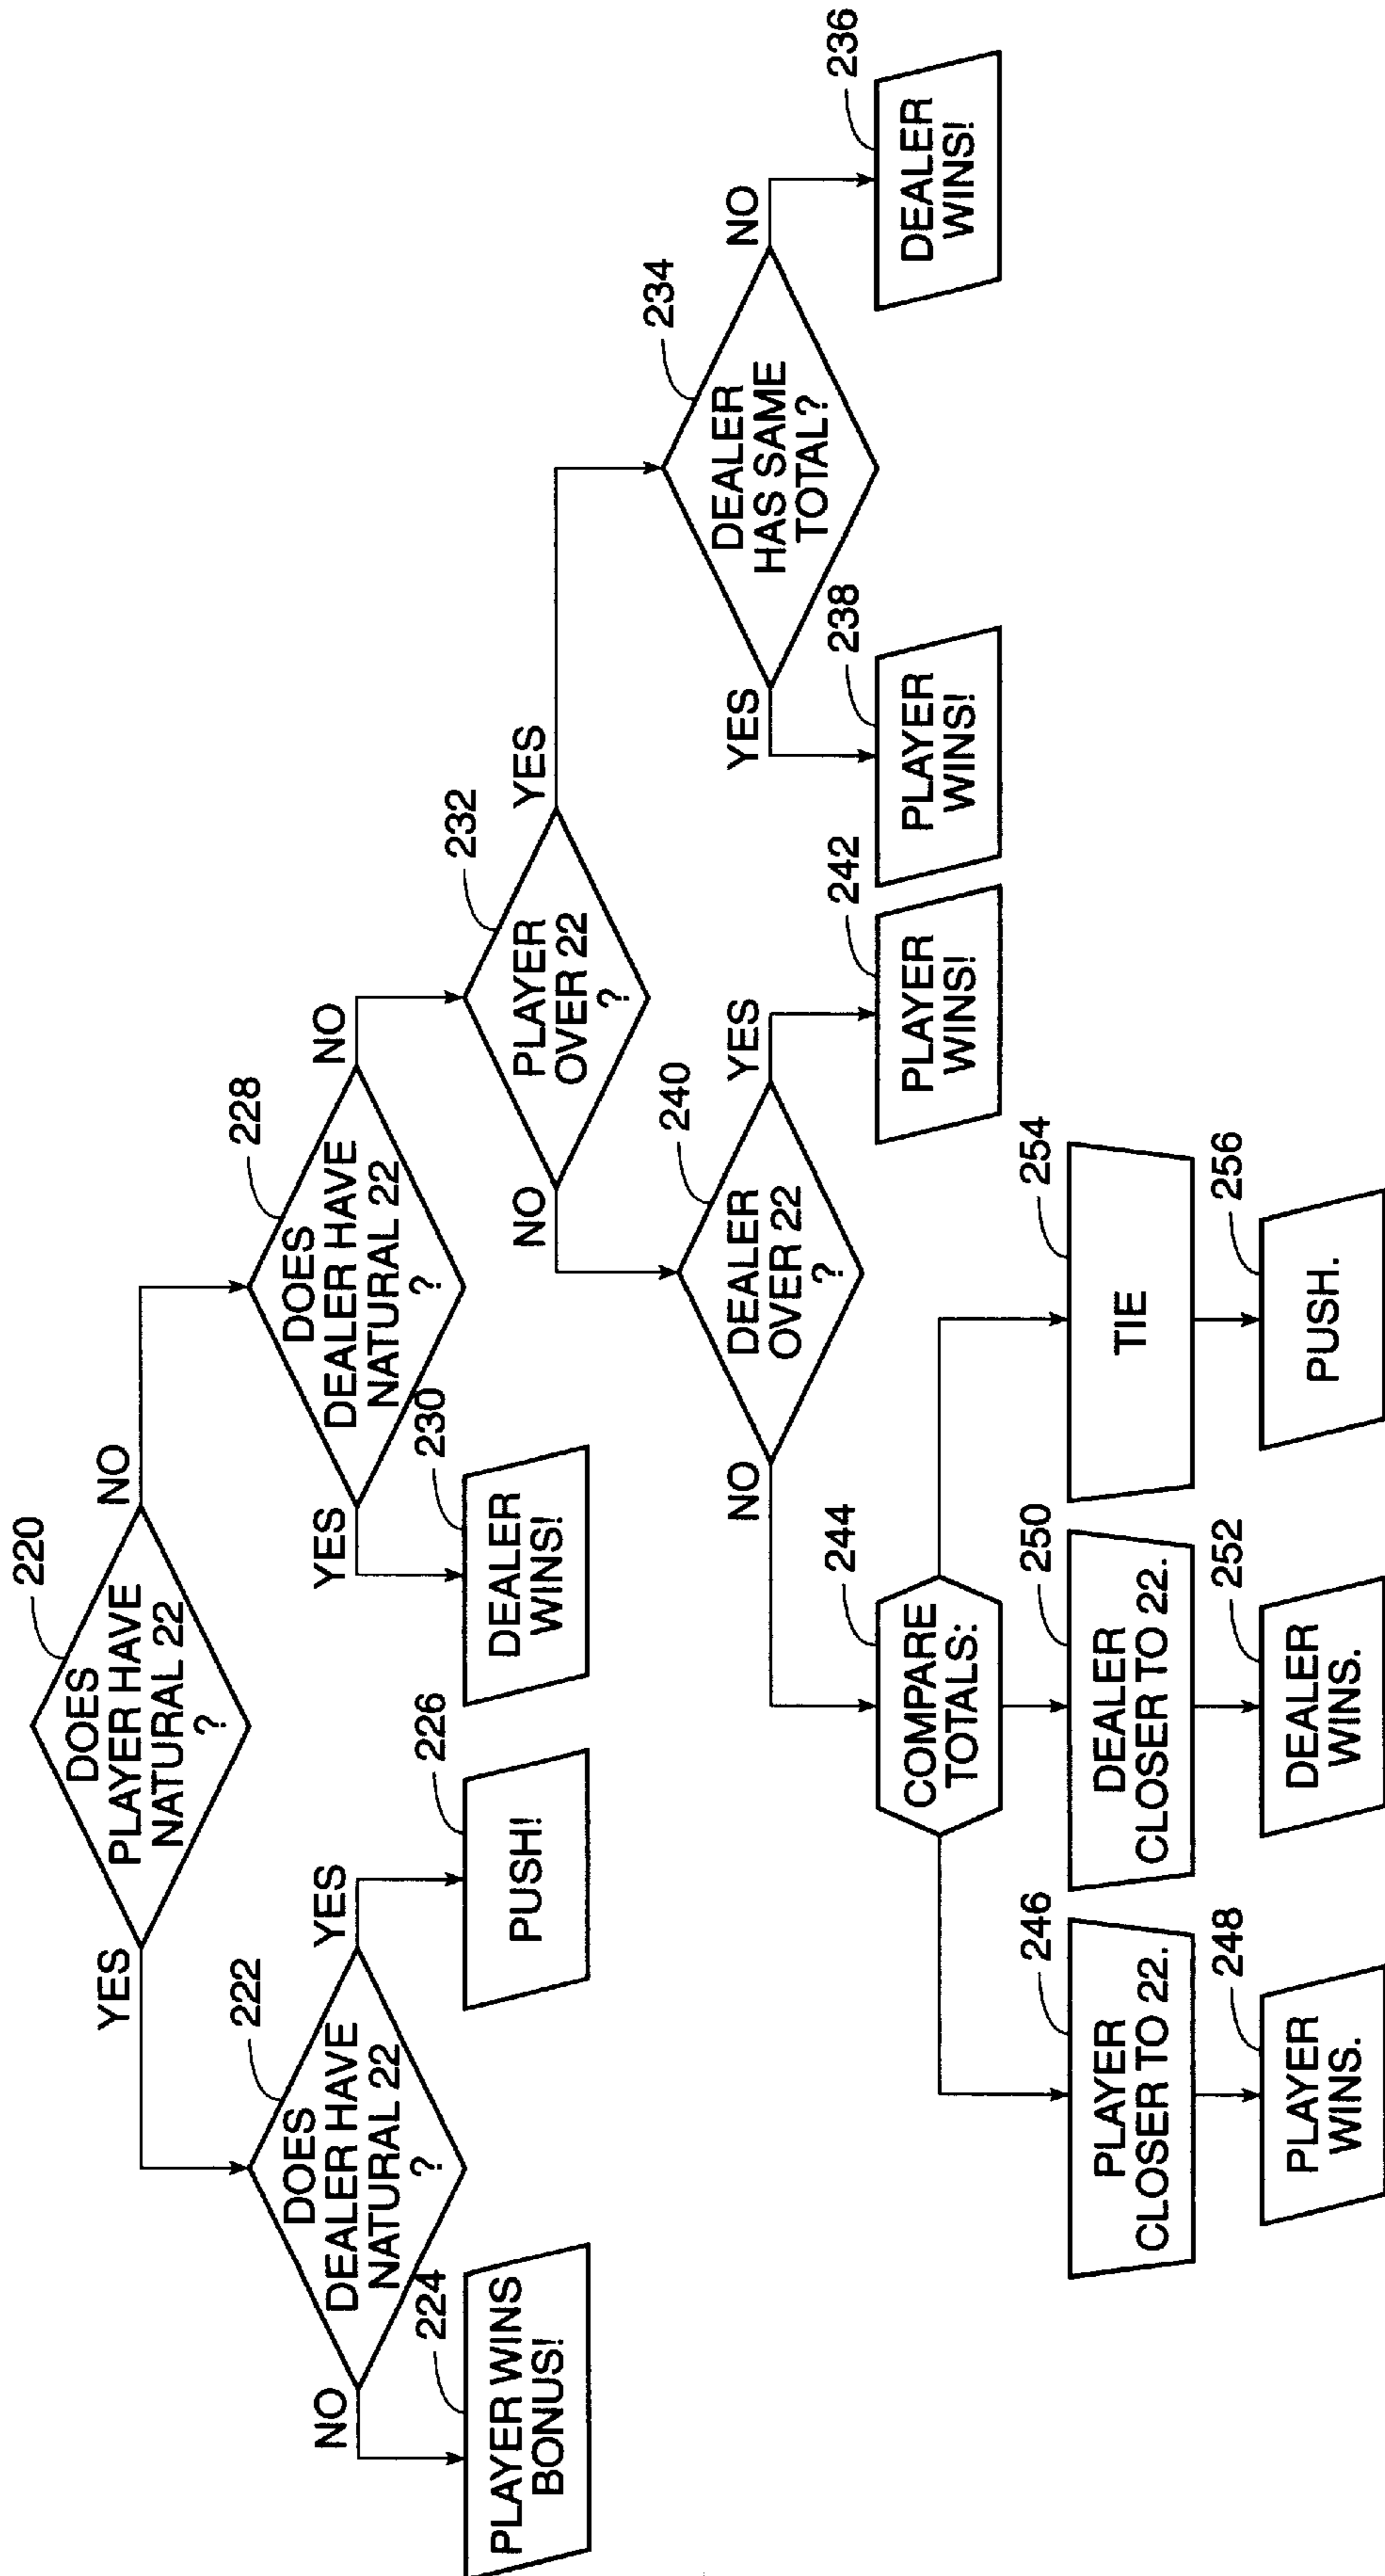 220
DOES
PLAYER HAVE
NATURAL 22
?
YES
NO
222
DOES
DEALER HAVE
NATURAL 22
?
NO
YES
224
PLAYER WINS
BONUS!
226
PUSH!
228
DOES
DEALER HAVE
NATURAL 22
?
YES
NO
230
DEALER
WINS!
232
PLAYER
OVER 22
?
NO
YES
234
DEALER
HAS SAME
TOTAL?
YES
NO
236
DEALER
WINS!
238
PLAYER
WINS!
240
DEALER
OVER 22
?
NO
YES
242
PLAYER
WINS!
244
COMPARE
TOTALS:
246
PLAYER
CLOSER TO 22.
248
PLAYER
WINS.
250
DEALER
CLOSER TO 22.
252
DEALER
WINS.
254
TIE
256
PUSH.